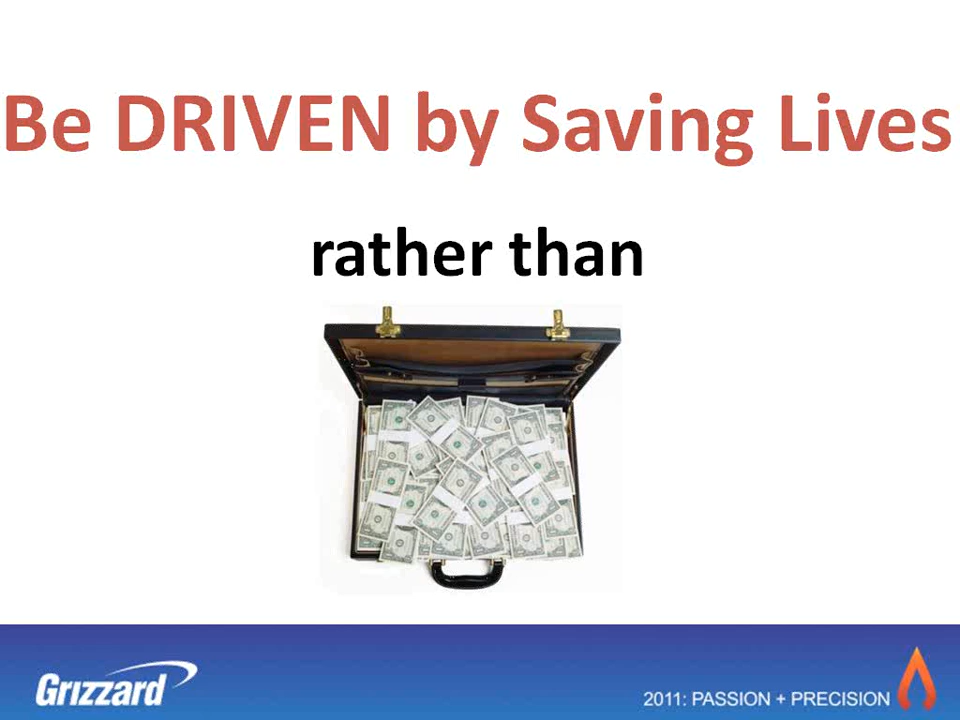 Be DRIVEN by Saving Lives
rather than
Grizzard
2011: PASSION + PRECISION